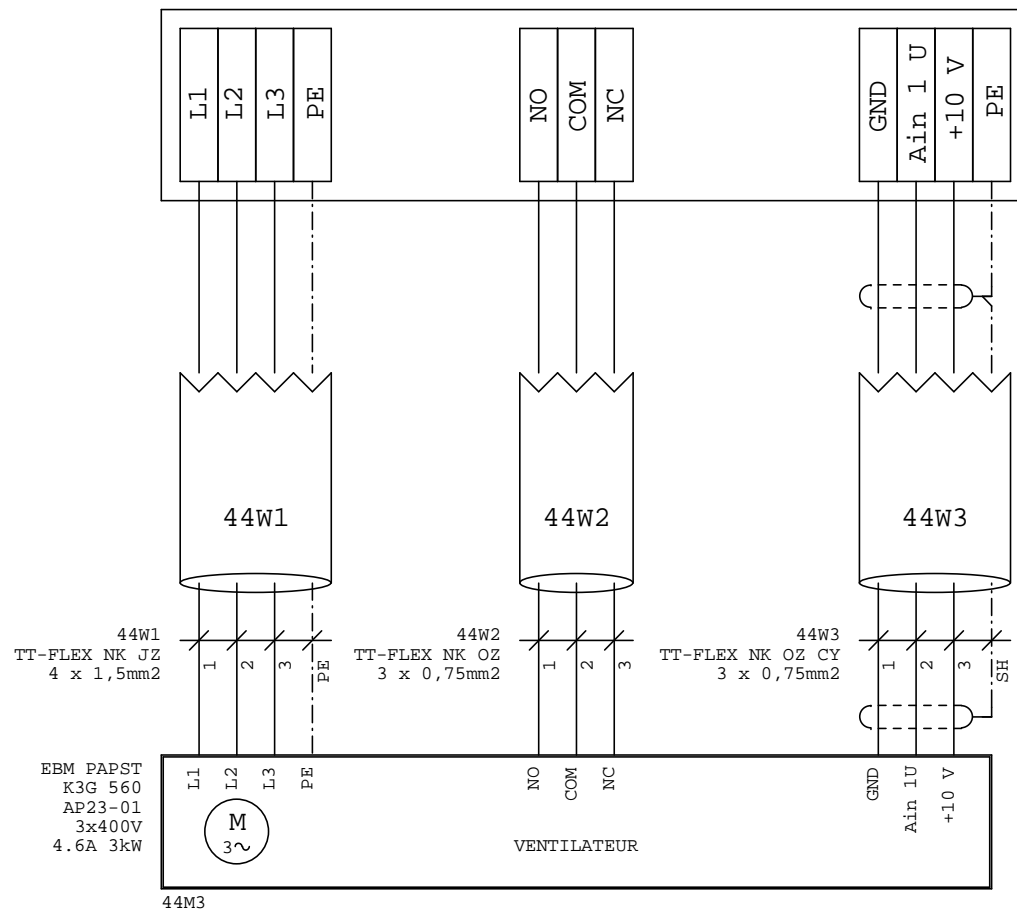 L1 L2 L3 PE
NO COM NC
GND Ain 1 U +10 V PE
44W1
44W2
44W3
44W1
TT-FLEX NK JZ
4 x 1,5mm2
1 2 3 PE
44W2
TT-FLEX NK OZ
3 x 0,75mm2
1 2 3
44W3
TT-FLEX NK OZ CY
3 x 0,75mm2
1 2 3 SH
EBM PAPST
K3G 560
AP23-01
3x400V
4.6A 3kW
L1 L2 L3 PE
NO COM NC
GND Ain 1U +10 V
M
3~
VENTILATEUR
44M3